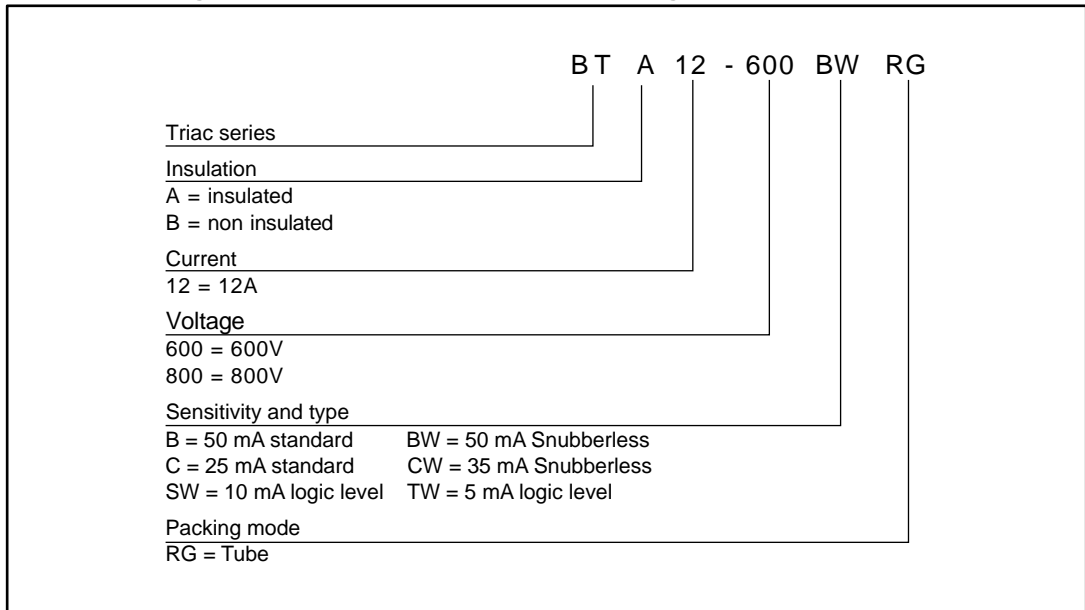 BT A 12 - 600 BW RG
Triac series
Insulation
A = insulated
B = non insulated
Current
12 = 12A
Voltage
600 = 600V
800 = 800V
Sensitivity and type
B = 50 mA standard BW = 50 mA Snubberless
C = 25 mA standard CW = 35 mA Snubberless
SW = 10 mA logic level TW = 5 mA logic level
Packing mode
RG = Tube